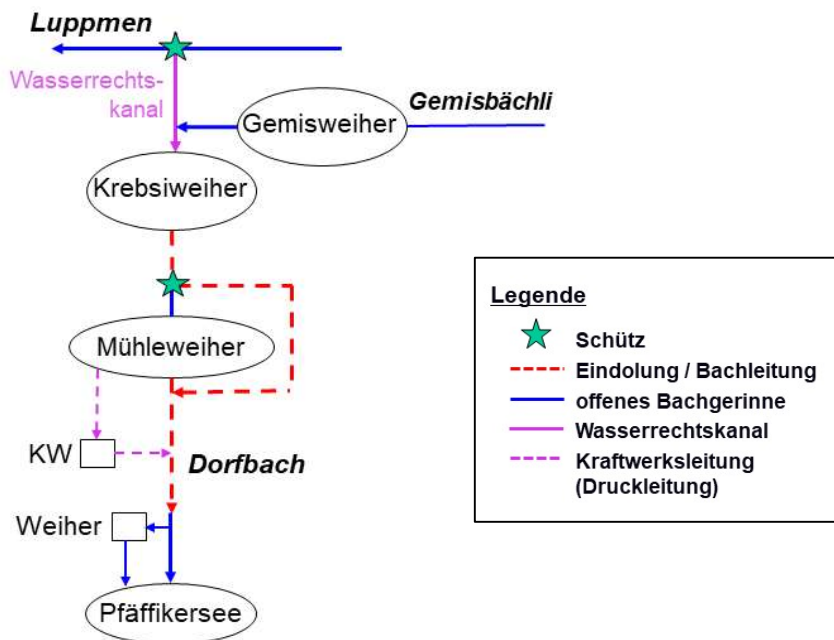 Luppmen
Wasserrechts-
kanal
Gemisbächli
Gemisweiher
Krebsiweiher
Mühleweiher
KW
Dorfbach
Weiher
Pfäffikersee
Legende
Schütz
Eindolung / Bachleitung
offenes Bachgerinne
Wasserrechtskanal
Kraftwerksleitung
(Druckleitung)